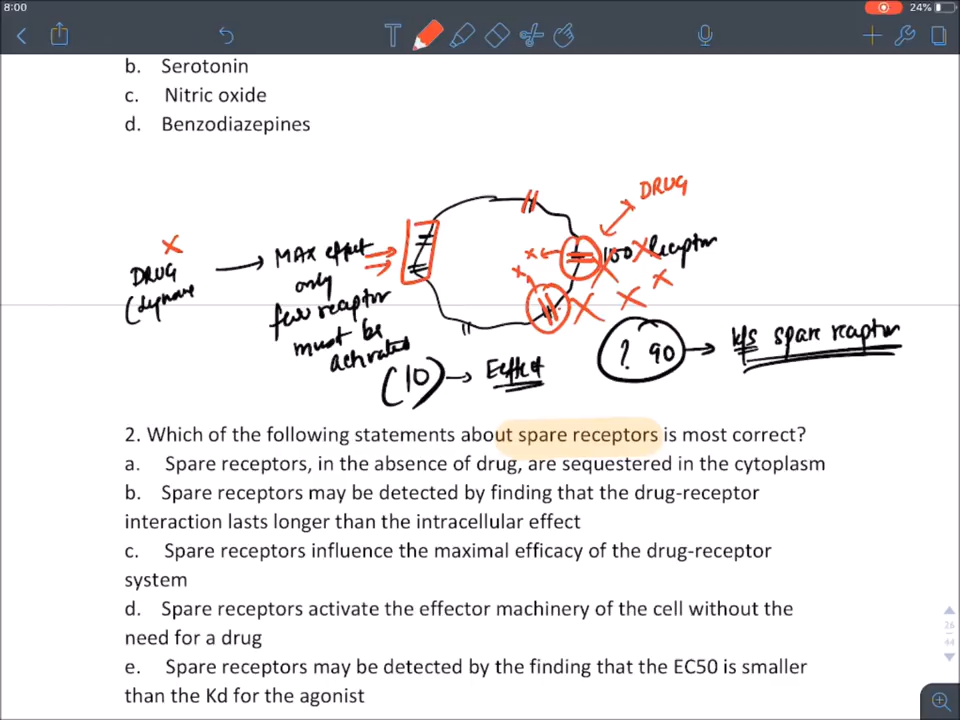 8:00
24%
T
b. Serotonin
c. Nitric oxide
d. Benzodiazepines
DRUG
100 Receptor
DRUG
MAX effect
only
few receptor
must be
activated
(10)
Effect
? 90
k/s spare receptor
2. Which of the following statements about spare receptors is most correct?
a. Spare receptors, in the absence of drug, are sequestered in the cytoplasm
b. Spare receptors may be detected by finding that the drug-receptor
interaction lasts longer than the intracellular effect
c. Spare receptors influence the maximal efficacy of the drug-receptor
system
d. Spare receptors activate the effector machinery of the cell without the
need for a drug
e. Spare receptors may be detected by the finding that the EC50 is smaller
than the Kd for the agonist
26
44